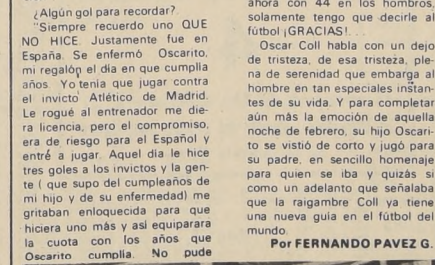 ¿Algún gol para recordar?.
"Siempre recuerdo uno QUE
NO HICE. Justamente fue en
España. Se enfermó Oscarito,
mi regalón el día en que cumplía
años. Yo tenía que jugar contra
el invicto Atlético de Madrid.
Le rogué al entrenador me die-
ra licencia, pero el compromiso,
era de riesgo para el Español y
entré a jugar. Aquel día le hice
tres goles a los invictos y la gen-
te ( que supo del cumpleaños de
mi hijo y de su enfermedad) me
gritaban enloquecida para que
hiciera uno más y así equiparara
la cuota con los años que
Oscarito cumplía. No pude
ahora con 44 en los hombros,
solamente tengo que decirle al
fútbol ¡GRACIAS!...
Oscar Coll habla con un dejo
de tristeza, de esa tristeza, ple-
na de serenidad que embarga al
hombre en tan especiales instan-
tes de su vida. Y para completar
aún más la emoción de aquella
noche de febrero, su hijo Oscari-
to se vistió de corto y jugó para
su padre, en sencillo homenaje
para quien se iba y quizás si
como un adelanto que señalaba
que la raigambre Coll ya tiene
una nueva guía en el fútbol del
mundo.
Por FERNANDO PAVEZ G.